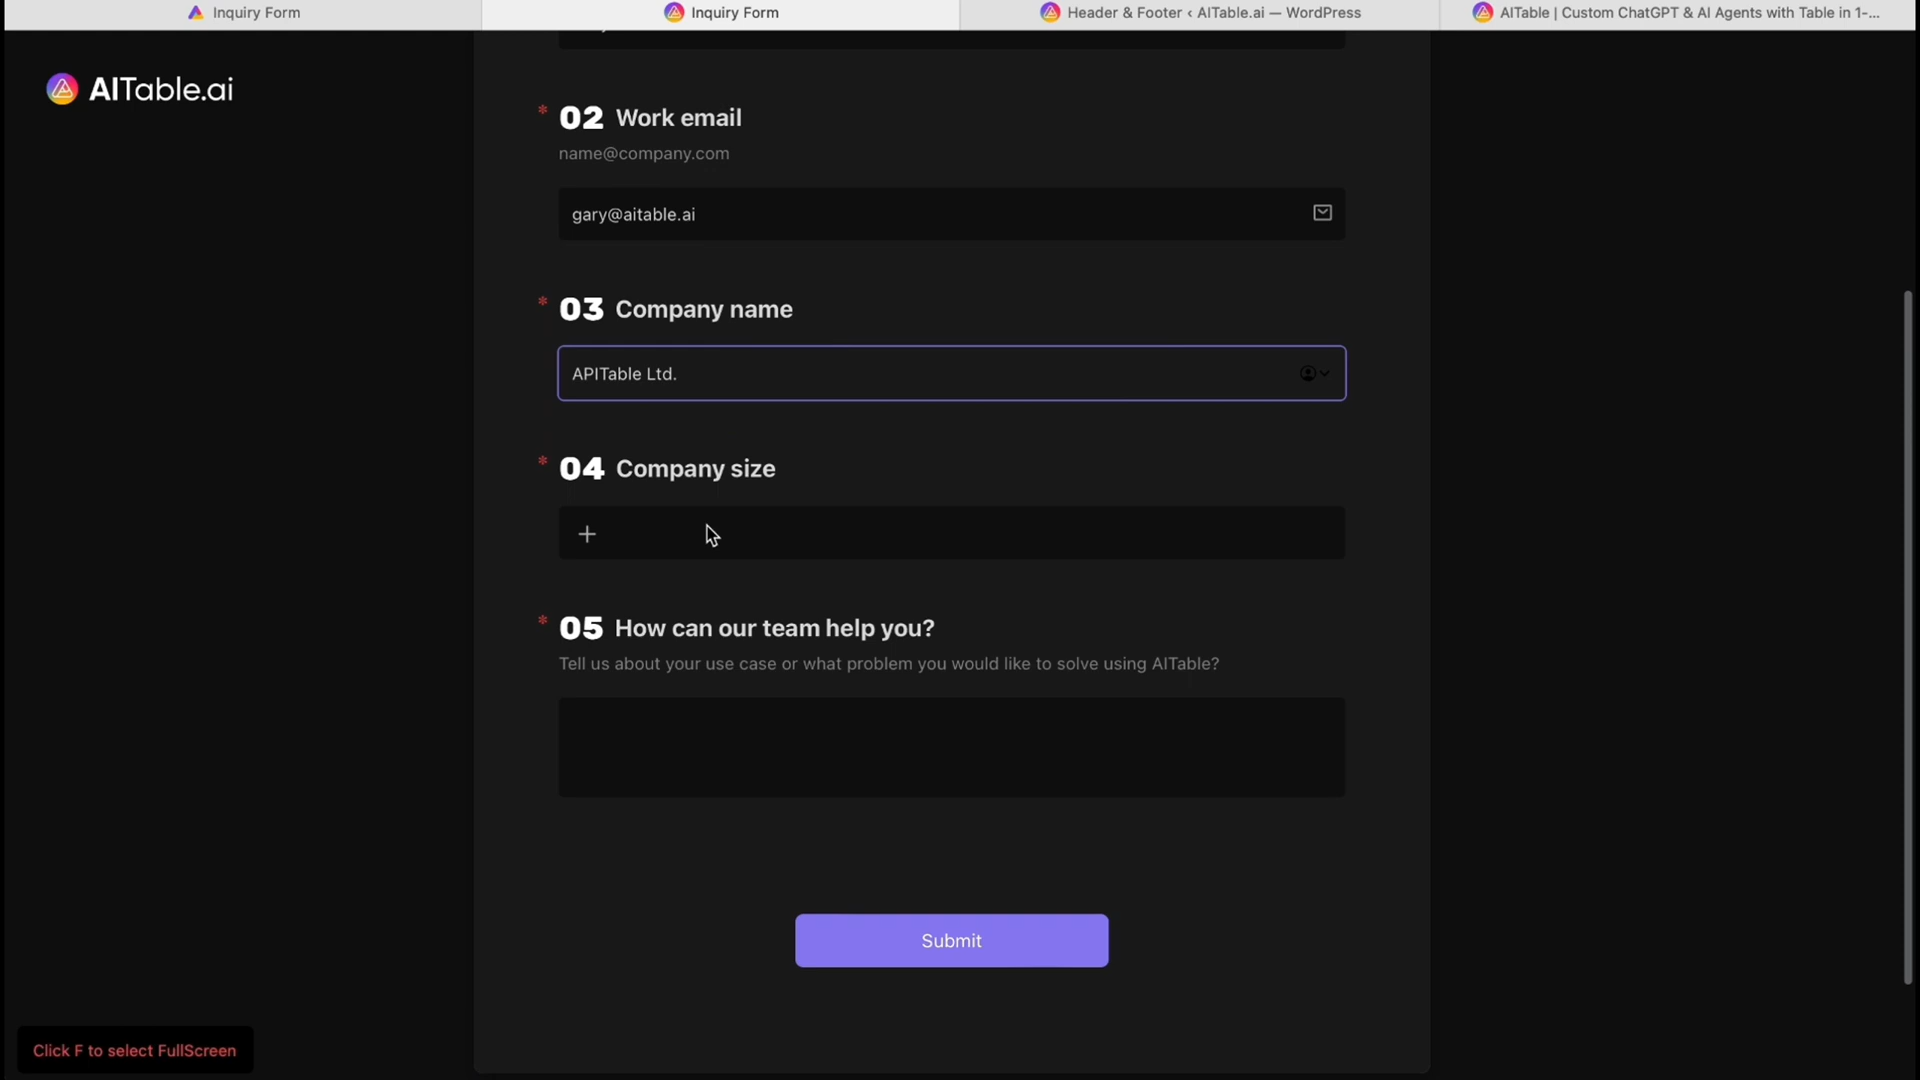 Inquiry Form
Inquiry Form
Header & Footer ‹ AITable.ai — WordPress
AITable | Custom ChatGPT & AI Agents with Table in 1-...
AITable.ai
* 02 Work email
name@company.com
gary@aitable.ai
* 03 Company name
APITable Ltd.
* 04 Company size
+
* 05 How can our team help you?
Tell us about your use case or what problem you would like to solve using AITable?
Submit
Click F to select FullScreen